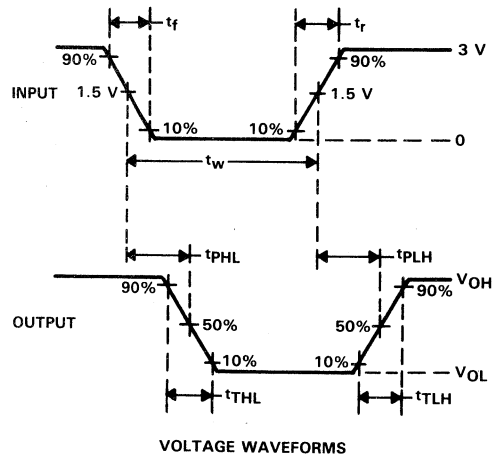 tf
tr
90%
90%
3 V
INPUT
1.5 V
1.5 V
10%
10%
0
tw
tPHL
tPLH
90%
90%
VOH
OUTPUT
50%
50%
10%
10%
VOL
tTHL
tTLH
VOLTAGE WAVEFORMS